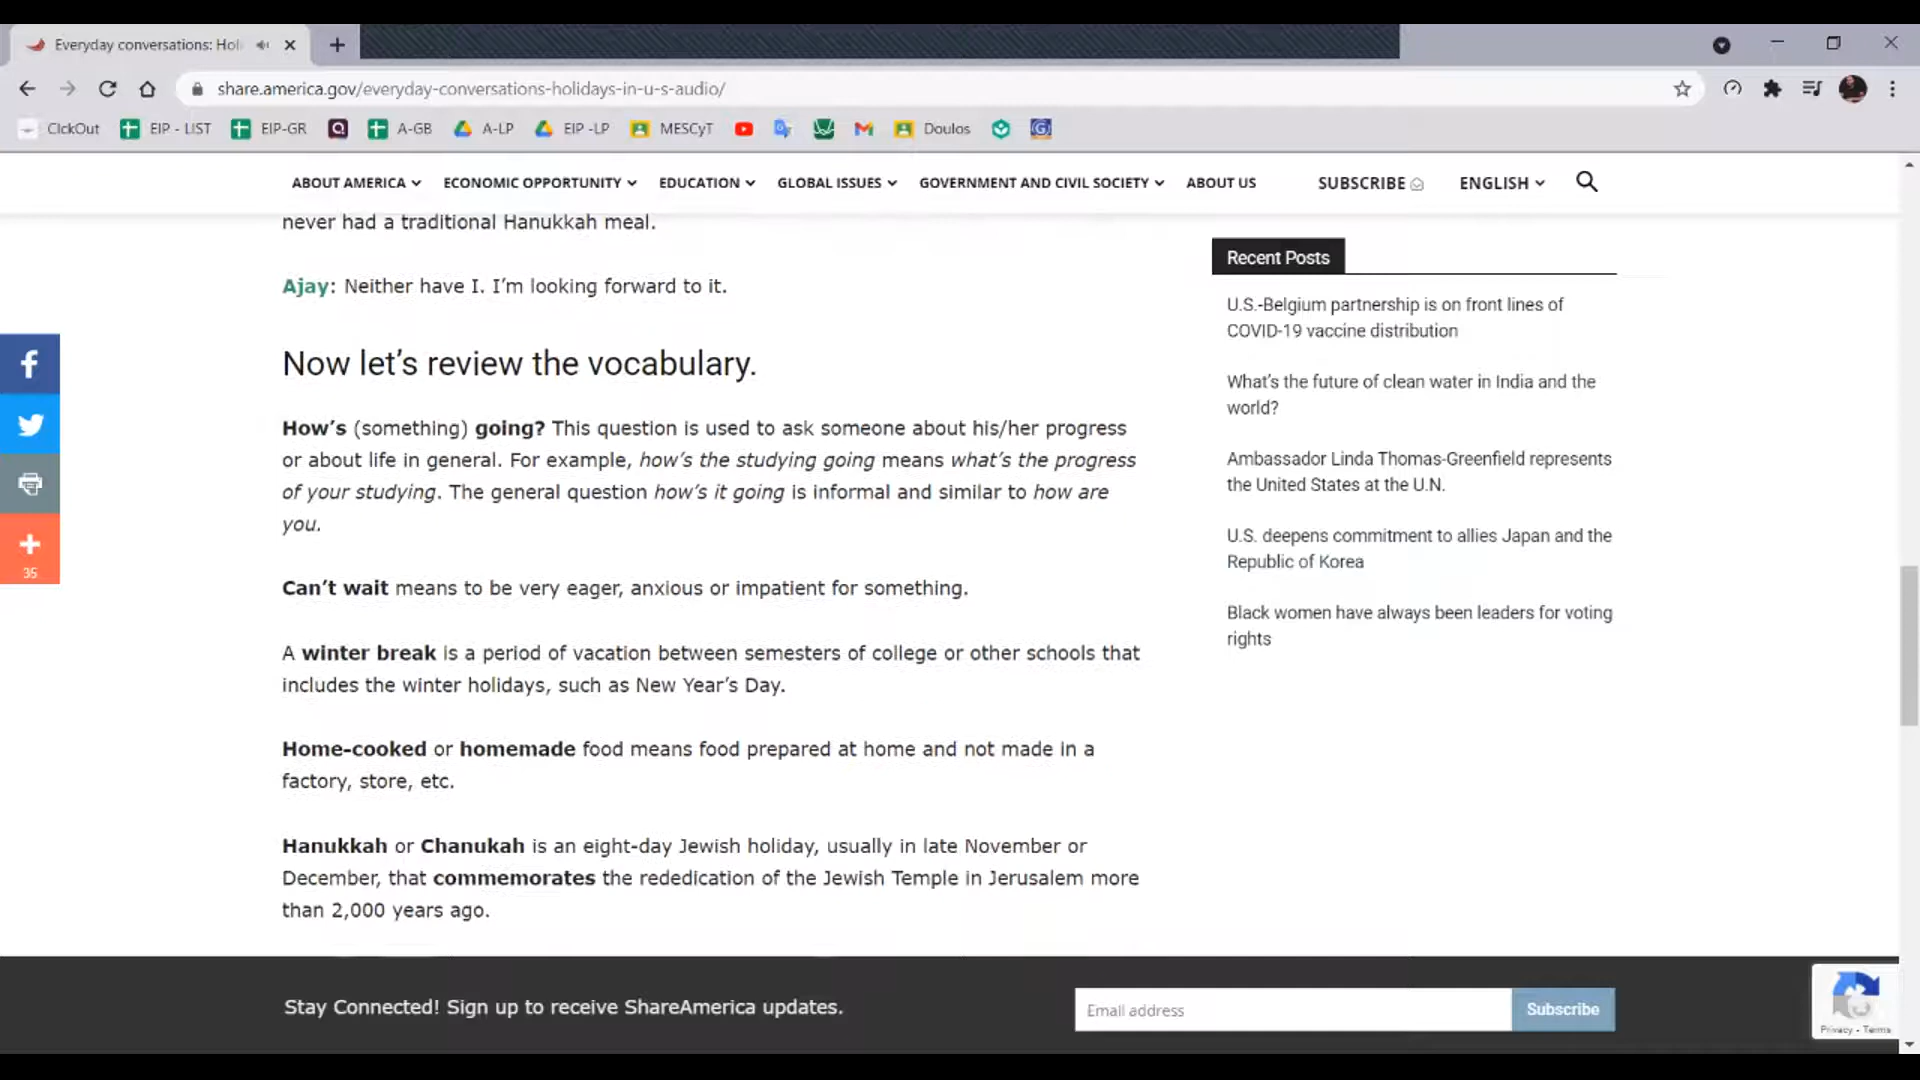 Everyday conversations: Hol
share.america.gov/everyday-conversations-holidays-in-u-s-audio/
ClckOut EIP - LIST EIP-GR A-GB A-LP EIP -LP MESCyT Doulos
ABOUT AMERICA ECONOMIC OPPORTUNITY EDUCATION GLOBAL ISSUES GOVERNMENT AND CIVIL SOCIETY ABOUT US SUBSCRIBE ENGLISH
never had a traditional Hanukkah meal.
Ajay: Neither have I. I’m looking forward to it.
Now let’s review the vocabulary.
How’s (something) going? This question is used to ask someone about his/her progress
or about life in general. For example, how’s the studying going means what’s the progress
of your studying. The general question how’s it going is informal and similar to how are
you.
Can’t wait means to be very eager, anxious or impatient for something.
A winter break is a period of vacation between semesters of college or other schools that
includes the winter holidays, such as New Year’s Day.
Home-cooked or homemade food means food prepared at home and not made in a
factory, store, etc.
Hanukkah or Chanukah is an eight-day Jewish holiday, usually in late November or
December, that commemorates the rededication of the Jewish Temple in Jerusalem more
than 2,000 years ago.
35
Recent Posts
U.S.-Belgium partnership is on front lines of
COVID-19 vaccine distribution
What’s the future of clean water in India and the
world?
Ambassador Linda Thomas-Greenfield represents
the United States at the U.N.
U.S. deepens commitment to allies Japan and the
Republic of Korea
Black women have always been leaders for voting
rights
Stay Connected! Sign up to receive ShareAmerica updates.
Email address
Subscribe
Privacy - Terms